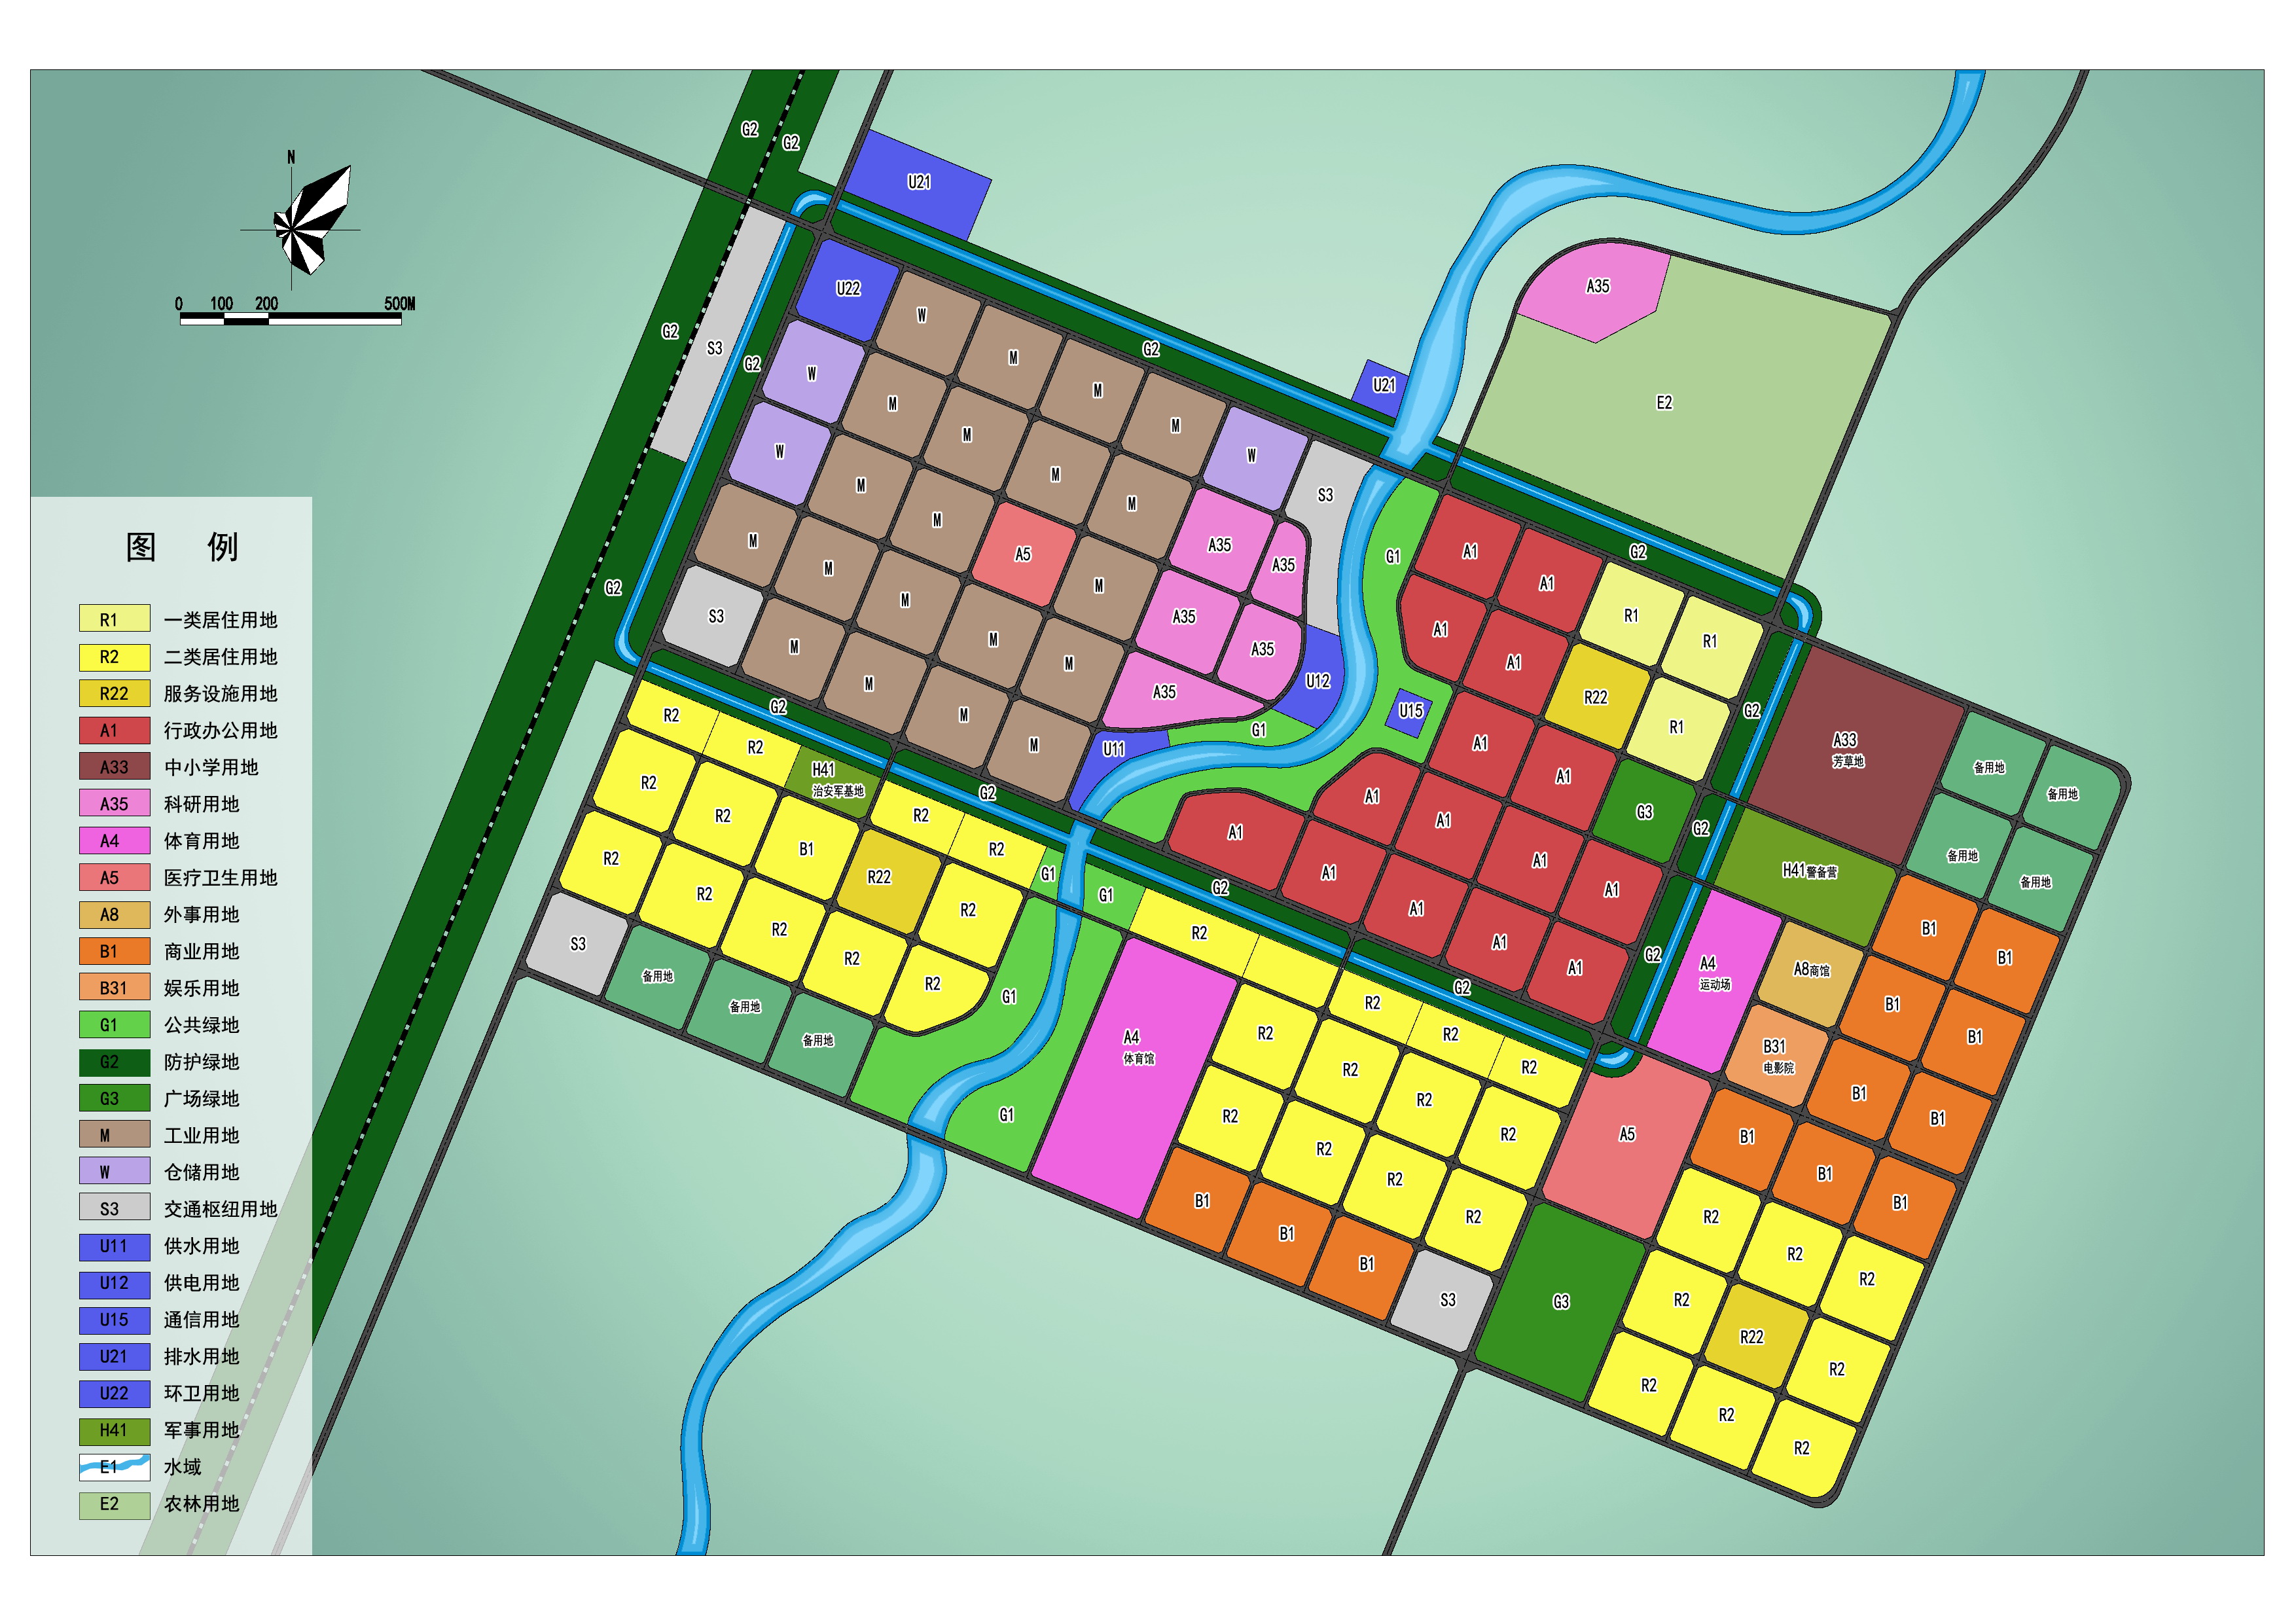 N
0 100 200 500M
图 例
R1 一类居住用地
R2 二类居住用地
R22 服务设施用地
A1 行政办公用地
A33 中小学用地
A35 科研用地
A4 体育用地
A5 医疗卫生用地
A8 外事用地
B1 商业用地
B31 娱乐用地
G1 公共绿地
G2 防护绿地
G3 广场绿地
M 工业用地
W 仓储用地
S3 交通枢纽用地
U11 供水用地
U12 供电用地
U15 通信用地
U21 排水用地
U22 环卫用地
H41 军事用地
E1 水域
E2 农林用地
G2
G2
U21
G2
S3
G2
G2
U22
W
W
M
S3
W
M
M
M
M
M
M
M
M
M
M
M
M
M
A5
M
M
M
M
M
M
M
M
M
G2
W
S3
A35
A35
A35
A35
A35
U12
U11
G1
U21
A35
E2
G1
U15
A1
A1
A1
A1
R1
R1
R22
R1
G2
G2
A1
A1
G3
G2
A1
A1
A1
A1
A1
A1
A1
A1
A1
G2
G2
G2
G2
G2
A33
芳草地
备用地
备用地
备用地
备用地
H41警备营
R2
R2
H41
治安军基地
R2
R2
G1
G1
R2
R2
B1
R22
R2
R2
R2
R2
R2
R2
S3
备用地
备用地
备用地
G1
G1
A4
体育馆
R2
R2
R2
R2
R2
R2
R2
R2
R2
R2
R2
R2
B1
B1
B1
S3
A4
运动场
A8商馆
B31
电影院
B1
B1
B1
B1
B1
B1
B1
B1
B1
A5
G3
R2
R2
R2
R2
R22
R2
R2
R2
R2